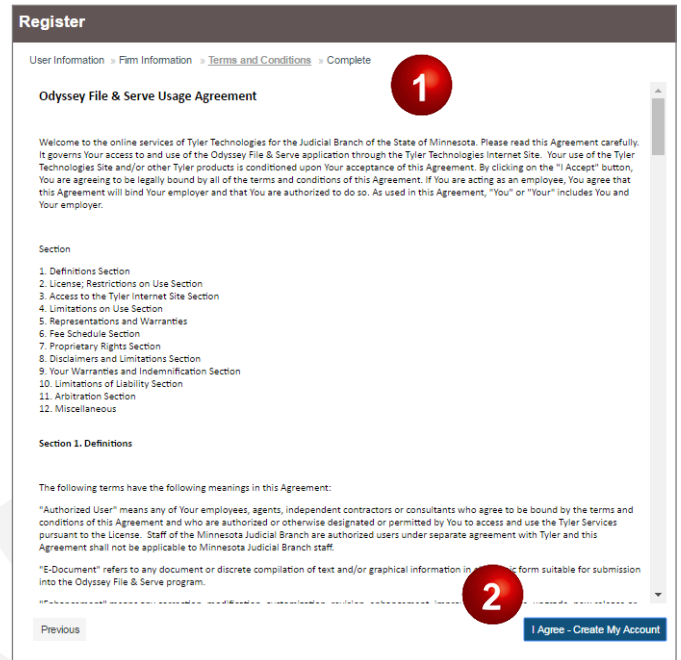 Register
User Information » Firm Information » Terms and Conditions » Complete
1
Odyssey File & Serve Usage Agreement
Welcome to the online services of Tyler Technologies for the Judicial Branch of the State of Minnesota. Please read this Agreement carefully.
It governs Your access to and use of the Odyssey File & Serve application through the Tyler Technologies Internet Site. Your use of the Tyler
Technologies Site and/or other Tyler products is conditioned upon Your acceptance of this Agreement. By clicking on the "I Accept" button,
You are agreeing to be legally bound by all of the terms and conditions of this Agreement. If You are acting as an employee, You agree that
this Agreement will bind Your employer and that You are authorized to do so. As used in this Agreement, "You" or "Your" includes You and
Your employer.
Section
1. Definitions Section
2. License; Restrictions on Use Section
3. Access to the Tyler Internet Site Section
4. Limitations on Use Section
5. Representations and Warranties
6. Fee Schedule Section
7. Proprietary Rights Section
8. Disclaimers and Limitations Section
9. Your Warranties and Indemnification Section
10. Limitations of Liability Section
11. Arbitration Section
12. Miscellaneous
Section 1. Definitions
The following terms have the following meanings in this Agreement:
"Authorized User" means any of Your employees, agents, independent contractors or consultants who agree to be bound by the terms and
conditions of this Agreement and who are authorized or otherwise designated or permitted by You to access and use the Tyler Services
pursuant to the License. Staff of the Minnesota Judicial Branch are authorized users under separate agreement with Tyler and this
Agreement shall not be applicable to Minnesota Judicial Branch staff.
"E-Document" refers to any document or discrete compilation of text and/or graphical information in form suitable for submission
into the Odyssey File & Serve program.
2
Previous
I Agree - Create My Account